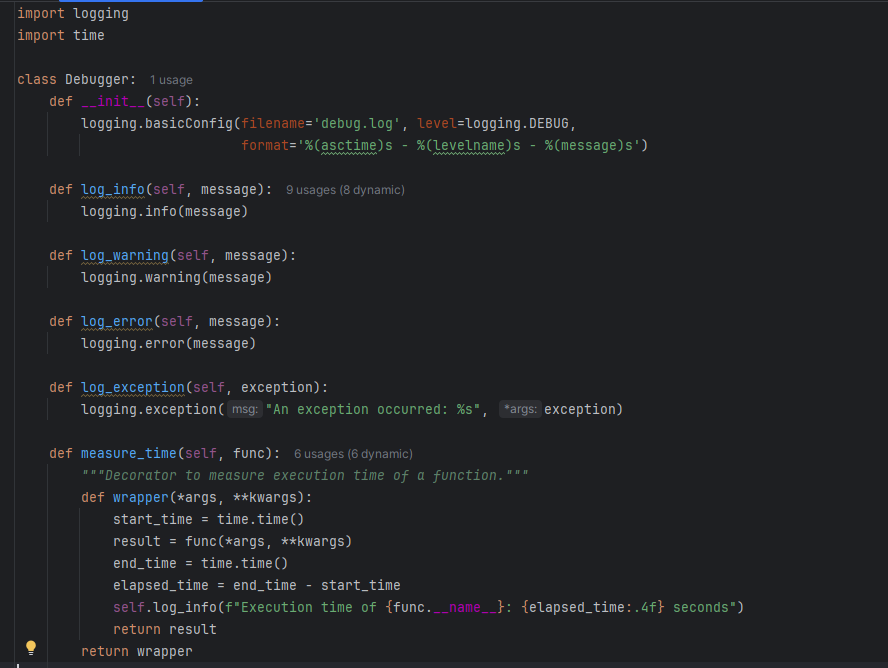 import logging
import time
class Debugger: 1 usage
def __init__(self):
logging.basicConfig(filename='debug.log', level=logging.DEBUG,
format='%(asctime)s - %(levelname)s - %(message)s')
def log_info(self, message): 9 usages (8 dynamic)
logging.info(message)
def log_warning(self, message):
logging.warning(message)
def log_error(self, message):
logging.error(message)
def log_exception(self, exception):
logging.exception( msg: "An exception occurred: %s", *args: exception)
def measure_time(self, func): 6 usages (6 dynamic)
"""Decorator to measure execution time of a function."""
def wrapper(*args, **kwargs):
start_time = time.time()
result = func(*args, **kwargs)
end_time = time.time()
elapsed_time = end_time - start_time
self.log_info(f"Execution time of {func.__name__}: {elapsed_time:.4f} seconds")
return result
return wrapper